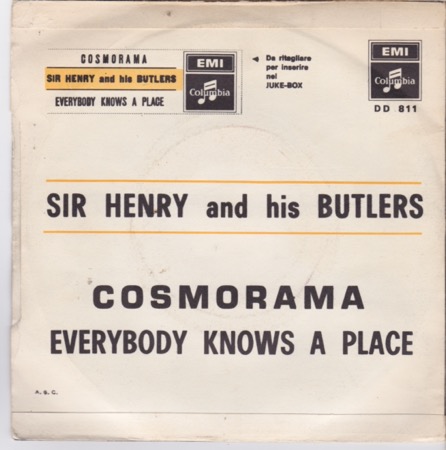 COSMORAMA
SIR HENRY and his BUTLERS
EVERYBODY KNOWS A PLACE
EMI
Columbia
◄ Da ritagliare
per inserire
nel
JUKE-BOX
EMI
Columbia
DD 811
SIR HENRY and his BUTLERS
COSMORAMA
EVERYBODY KNOWS A PLACE
A. G. C.